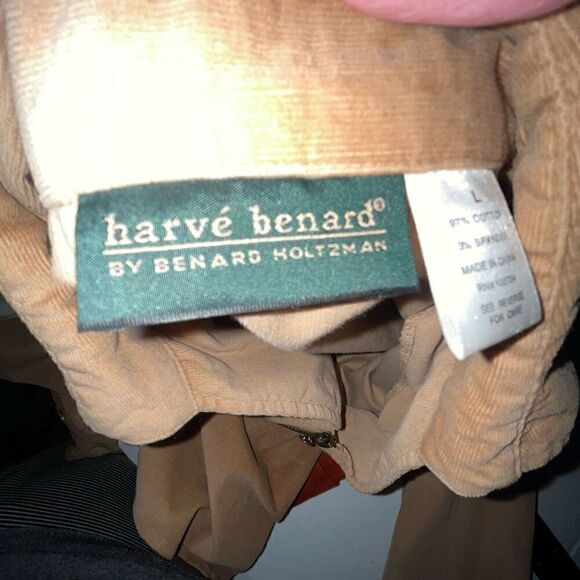 harvé benard®
BY BENARD HOLTZMAN
L
97% COTTON
3% SPANDEX
MADE IN CHINA
SEE REVERSE
FOR CARE